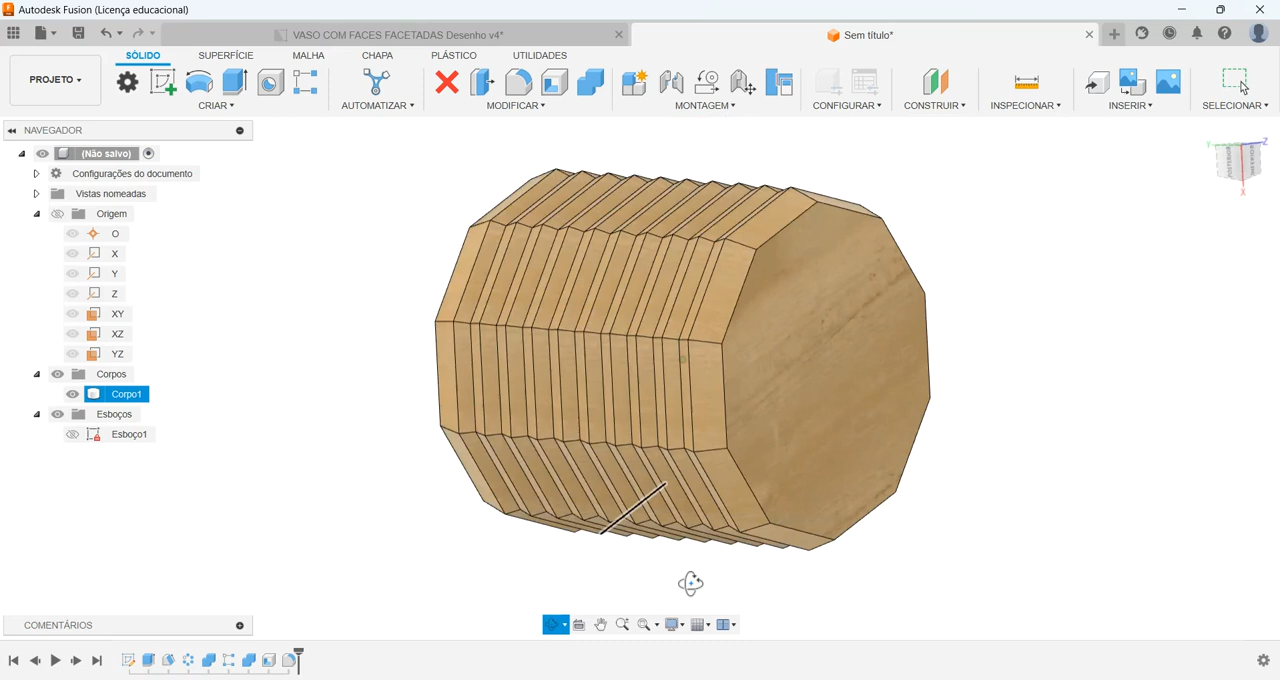 Autodesk Fusion (Licença educacional)
VASO COM FACES FACETADAS Desenho v4*
Sem título*
PROJETO
SÓLIDO SUPERFÍCIE MALHA CHAPA PLÁSTICO UTILIDADES
CRIAR AUTOMATIZAR MODIFICAR MONTAGEM CONFIGURAR CONSTRUIR INSPECIONAR INSERIR SELECIONAR
NAVEGADOR
(Não salvo)
Configurações do documento
Vistas nomeadas
Origem
O
X
Y
Z
XY
XZ
YZ
Corpos
Corpo1
Esboços
Esboço1
Y Z
X
COMENTÁRIOS